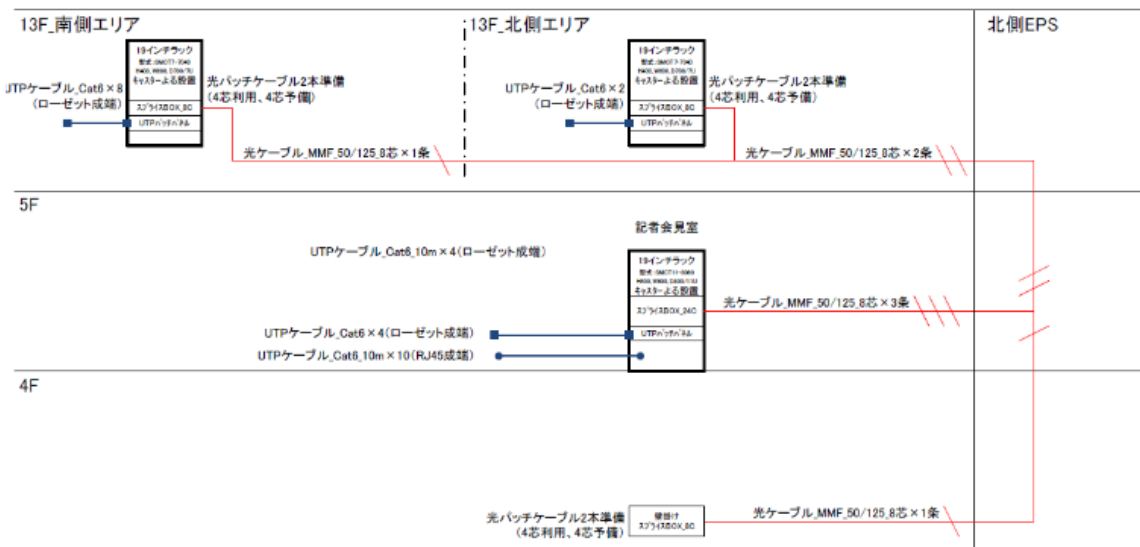 13F_南側エリア
13F_北側エリア
北側EPS
19インチラック
キャスターよる設置
スプライスBOX_8C
UTPパッチパネル
UTPケーブル_Cat6×8
(ローゼット成端)
光パッチケーブル2本準備
(4芯利用、4芯予備)
光ケーブル_MMF_50/125_8芯×1条
19インチラック
キャスターよる設置
スプライスBOX_8C
UTPパッチパネル
UTPケーブル_Cat6×2
(ローゼット成端)
光パッチケーブル2本準備
(4芯利用、4芯予備)
光ケーブル_MMF_50/125_8芯×2条
5F
記者会見室
UTPケーブル_Cat6_10m×4(ローゼット成端)
19インチラック
キャスターよる設置
スプライスBOX_24C
UTPパッチパネル
光ケーブル_MMF_50/125_8芯×3条
UTPケーブル_Cat6×4(ローゼット成端)
UTPケーブル_Cat6_10m×10(RJ45成端)
4F
光パッチケーブル2本準備
(4芯利用、4芯予備)
壁掛け
スプライスBOX_8C
光ケーブル_MMF_50/125_8芯×1条